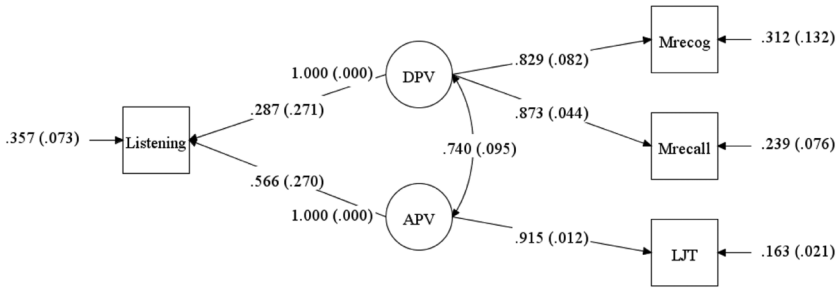 Mrecog
.312 (.132)
.829 (.082)
1.000 (.000)
DPV
.287 (.271)
.873 (.044)
.357 (.073)
Listening
.740 (.095)
Mrecall
.239 (.076)
.566 (.270)
1.000 (.000)
APV
.915 (.012)
LJT
.163 (.021)